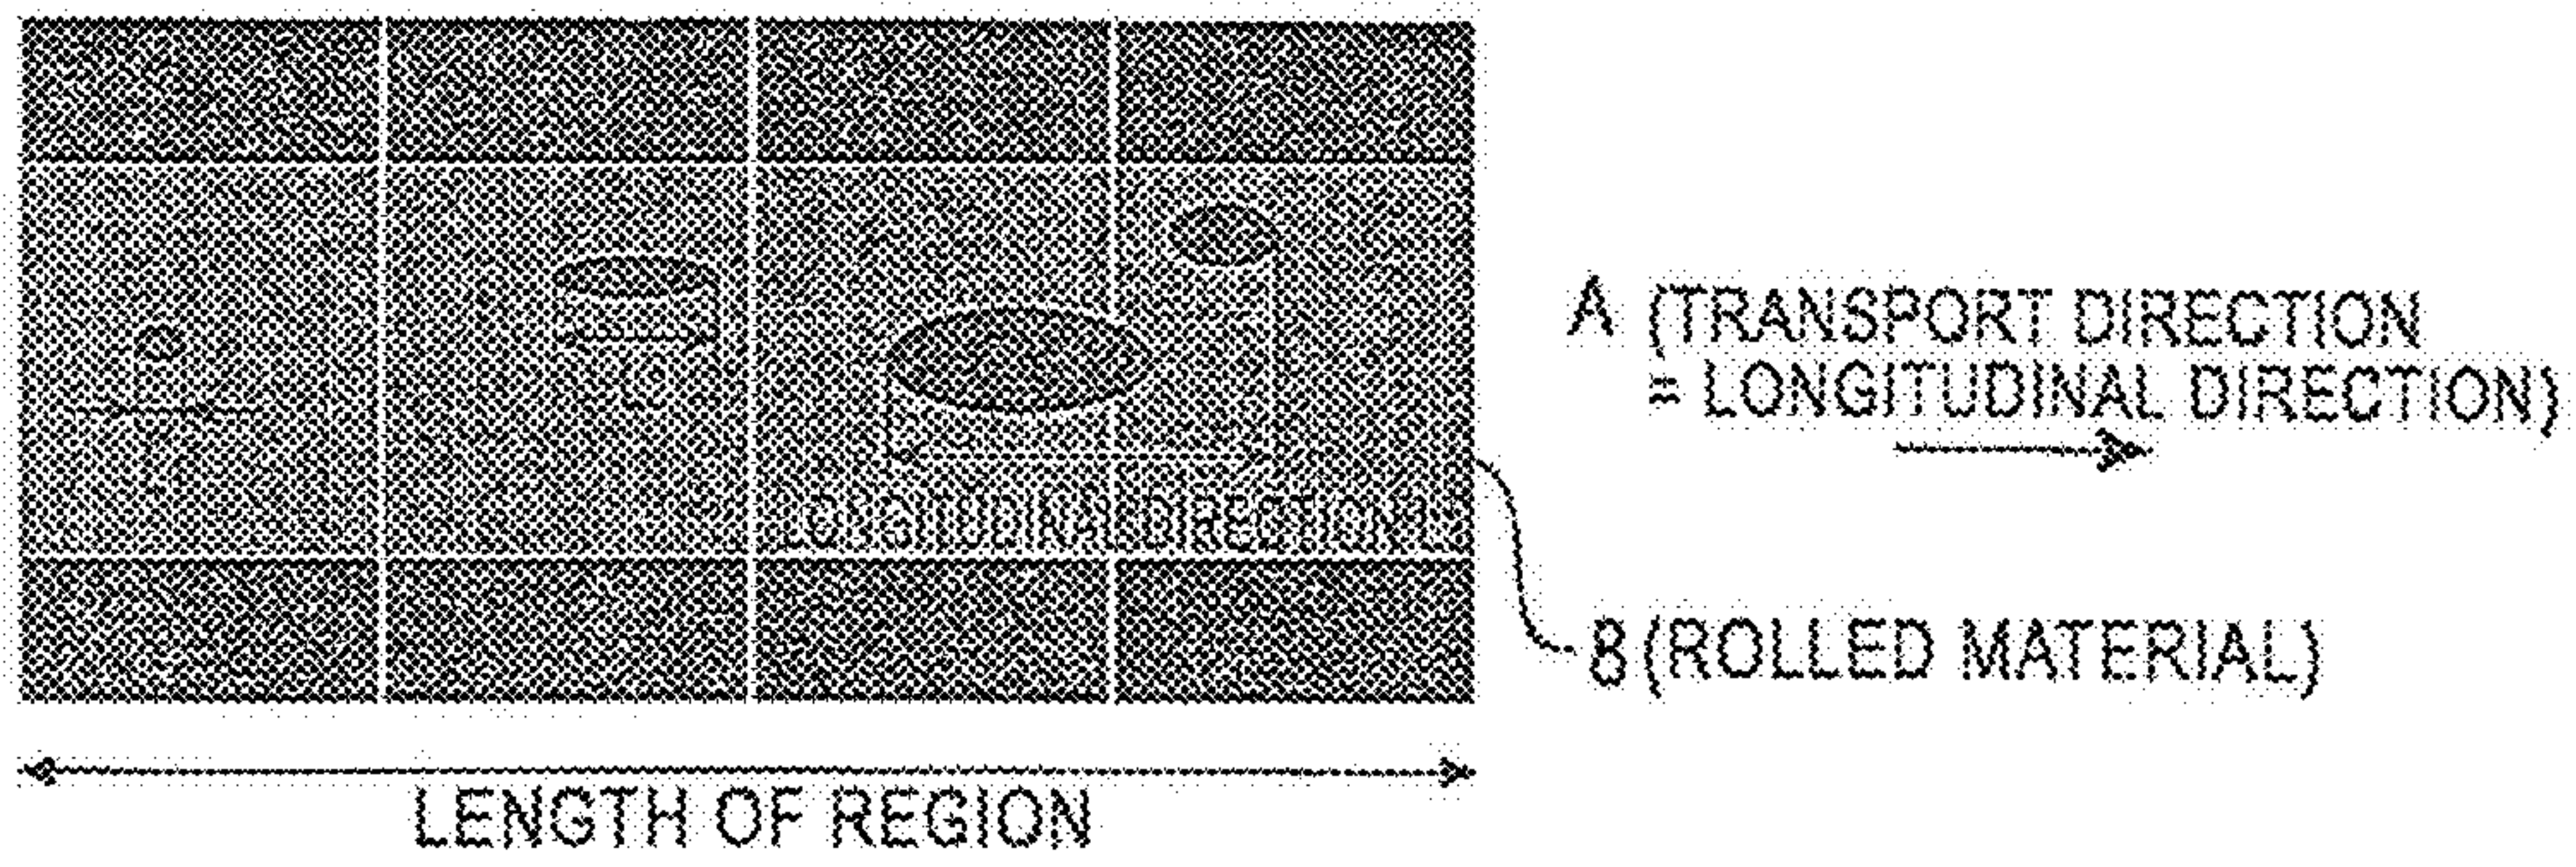 A (TRANSPORT DIRECTION
= LONGITUDINAL DIRECTION)
LONGITUDINAL DIRECTION
8 (ROLLED MATERIAL)
LENGTH OF REGION